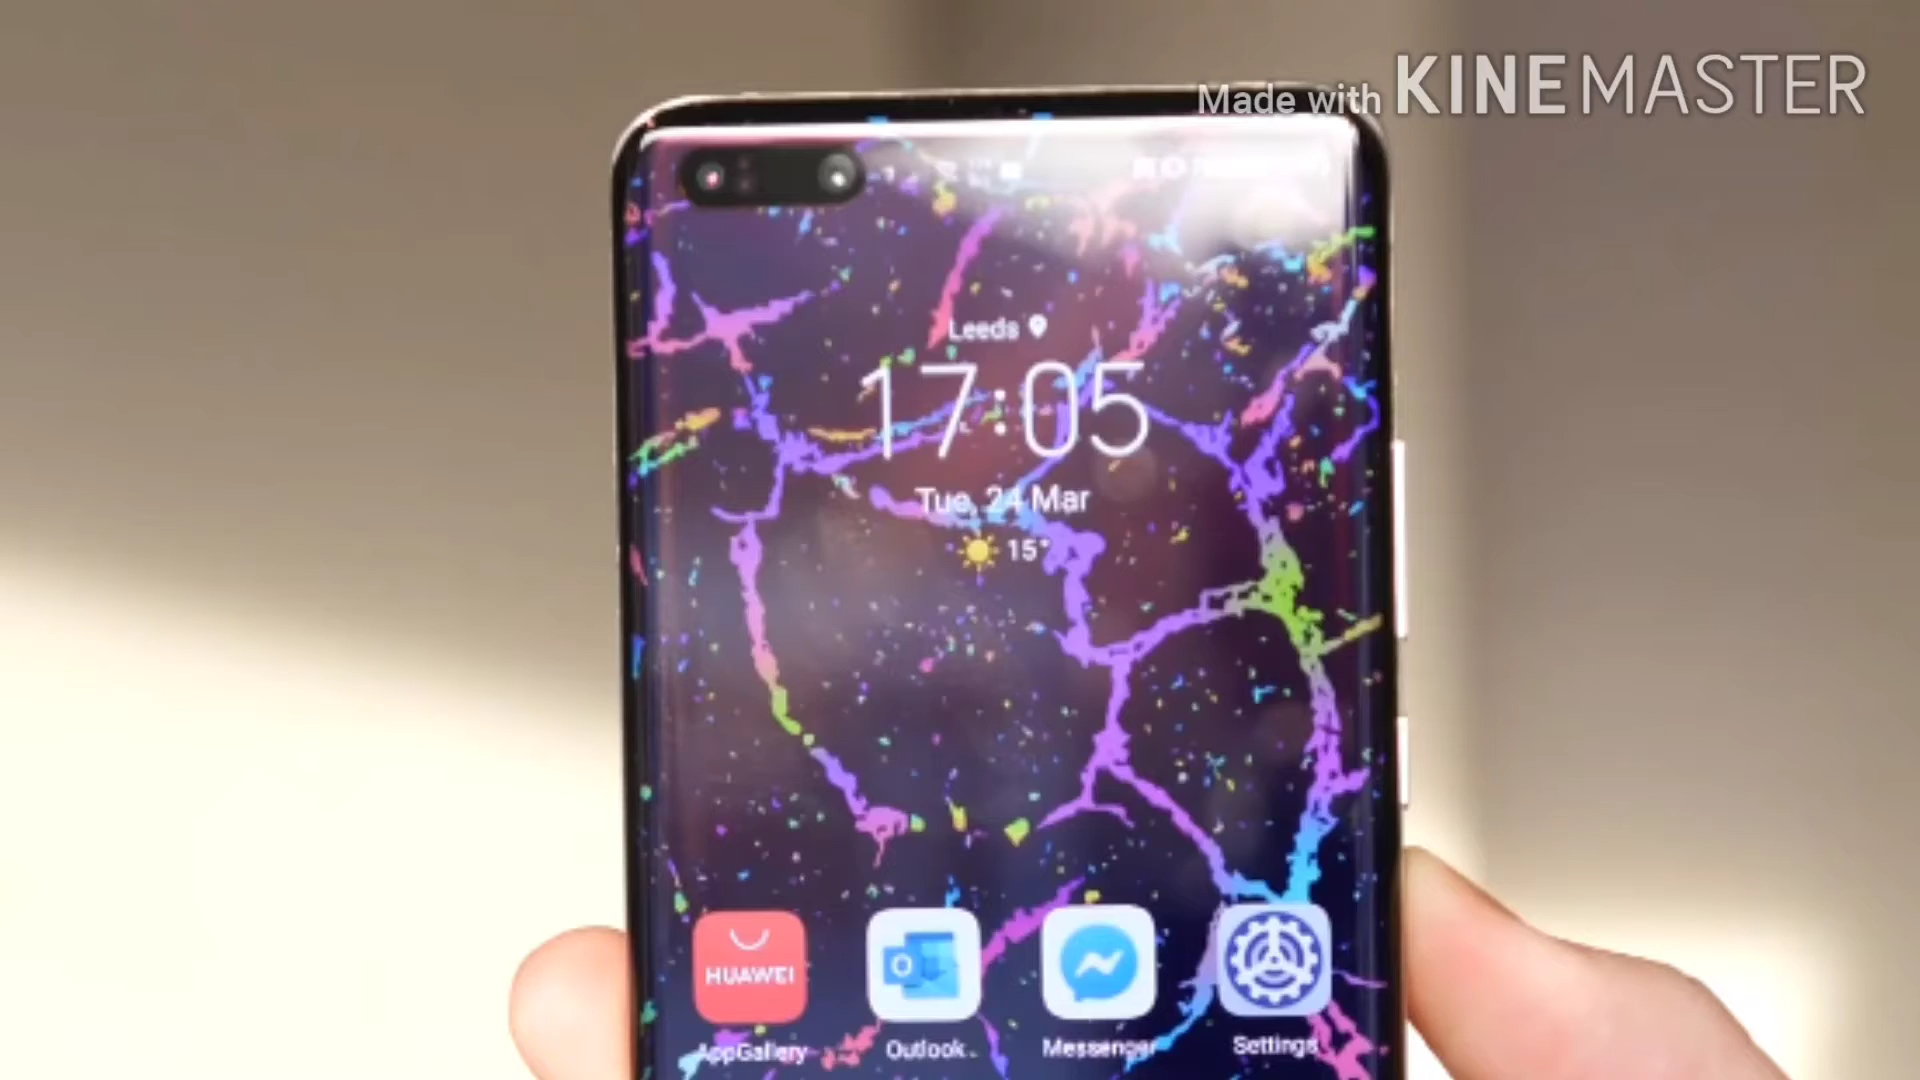 Made with KINEMASTER
Leeds
17:05
Tue, 24 Mar
15°
HUAWEI
AppGallery
Outlook
Messenger
Settings